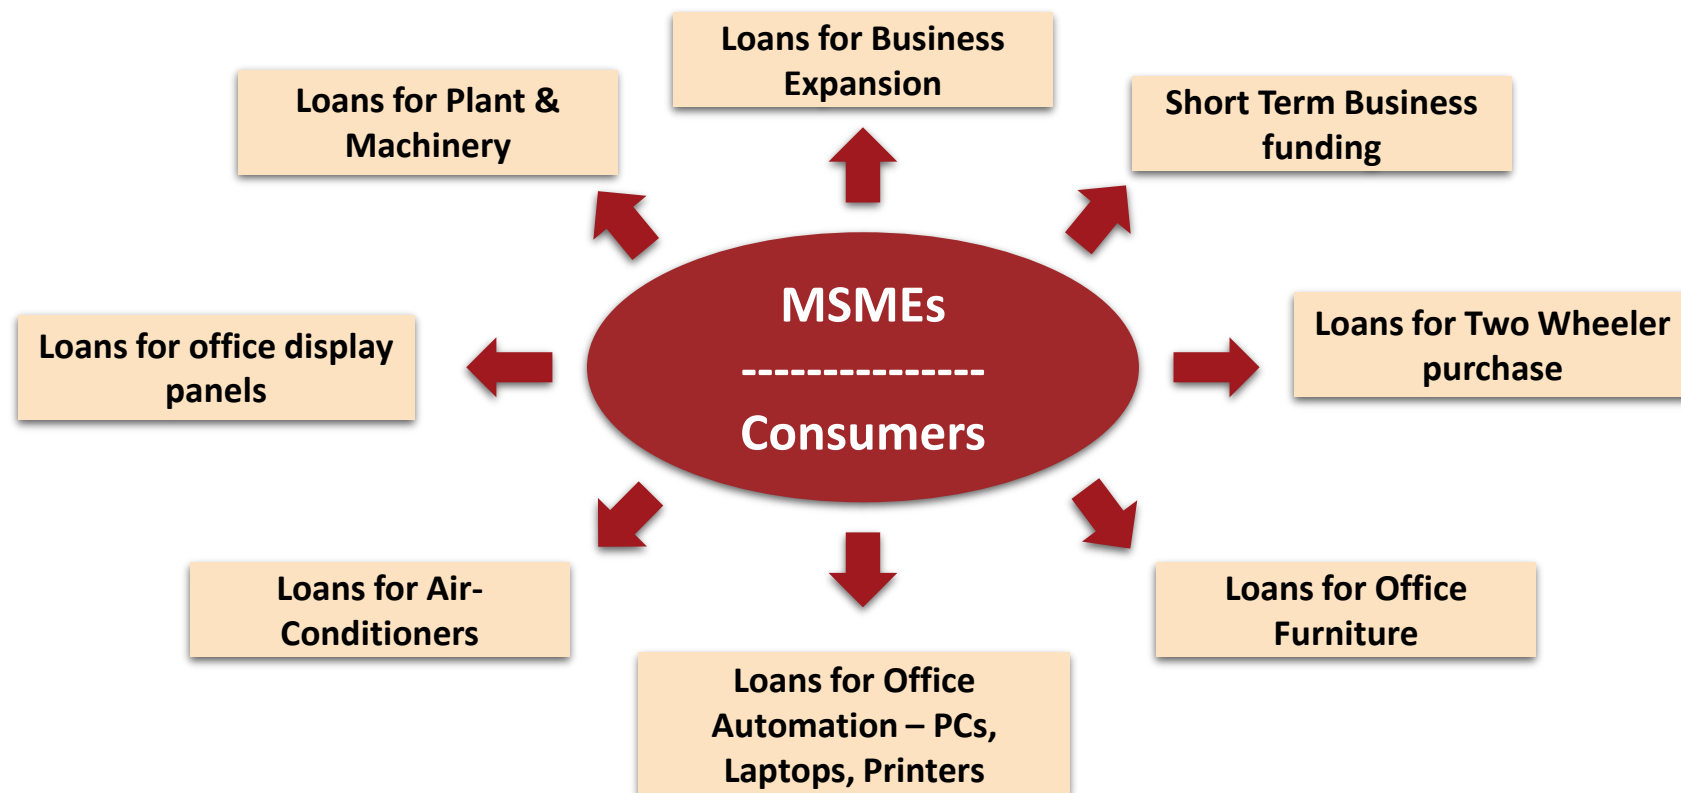 Loans for Business
Expansion
Loans for Plant &
Machinery
Short Term Business
funding
MSMEs
---------------
Consumers
Loans for office display
panels
Loans for Two Wheeler
purchase
Loans for Air-
Conditioners
Loans for Office
Furniture
Loans for Office
Automation – PCs,
Laptops, Printers